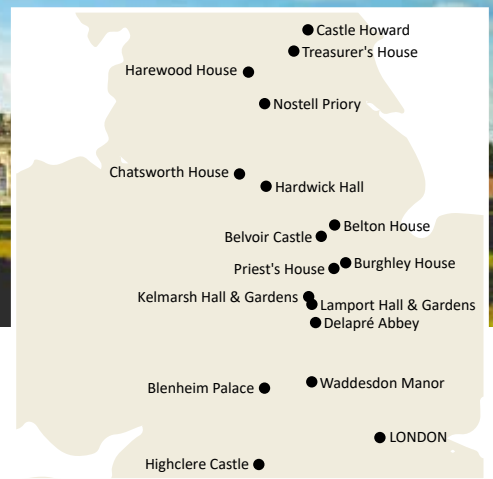 Castle Howard
Treasurer's House
Harewood House
Nostell Priory
Chatsworth House
Hardwick Hall
Belton House
Belvoir Castle
Burghley House
Priest's House
Kelmarsh Hall & Gardens
Lamport Hall & Gardens
Delapré Abbey
Waddesdon Manor
Blenheim Palace
LONDON
Highclere Castle